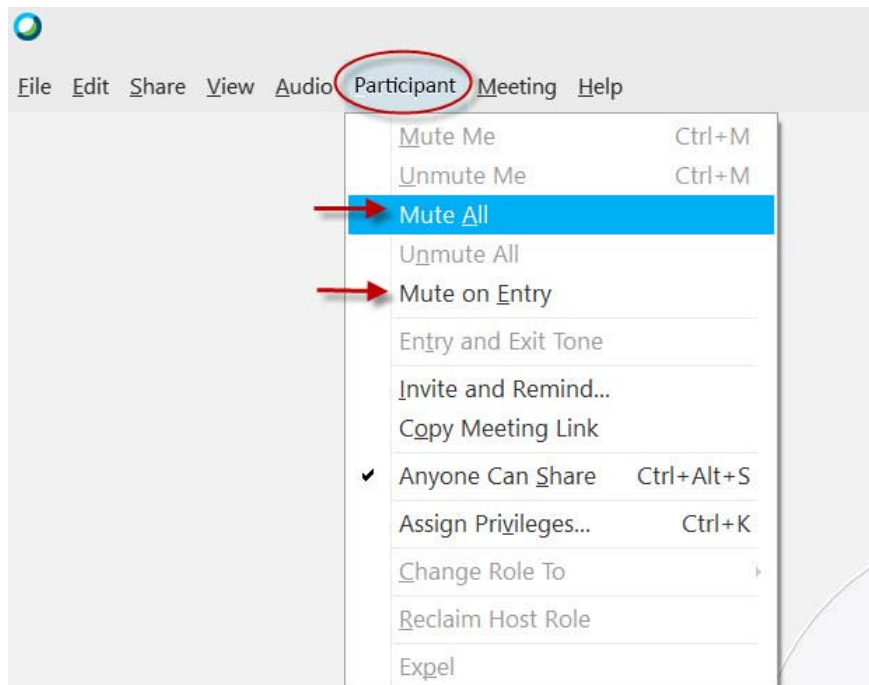 File Edit Share View Audio Participant Meeting Help
Mute Me Ctrl+M
Unmute Me Ctrl+M
Mute All
Unmute All
Mute on Entry
Entry and Exit Tone
Invite and Remind...
Copy Meeting Link
Anyone Can Share Ctrl+Alt+S
Assign Privileges... Ctrl+K
Change Role To
Reclaim Host Role
Expel